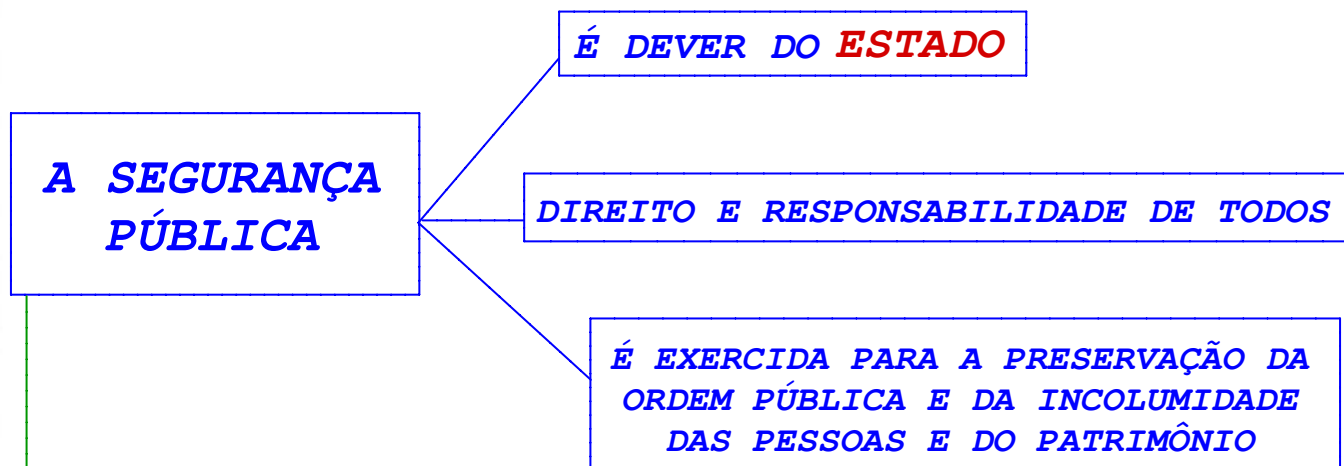 É DEVER DO ESTADO
A SEGURANÇA
PÚBLICA
DIREITO E RESPONSABILIDADE DE TODOS
É EXERCIDA PARA A PRESERVAÇÃO DA
ORDEM PÚBLICA E DA INCOLUMIDADE
DAS PESSOAS E DO PATRIMÔNIO